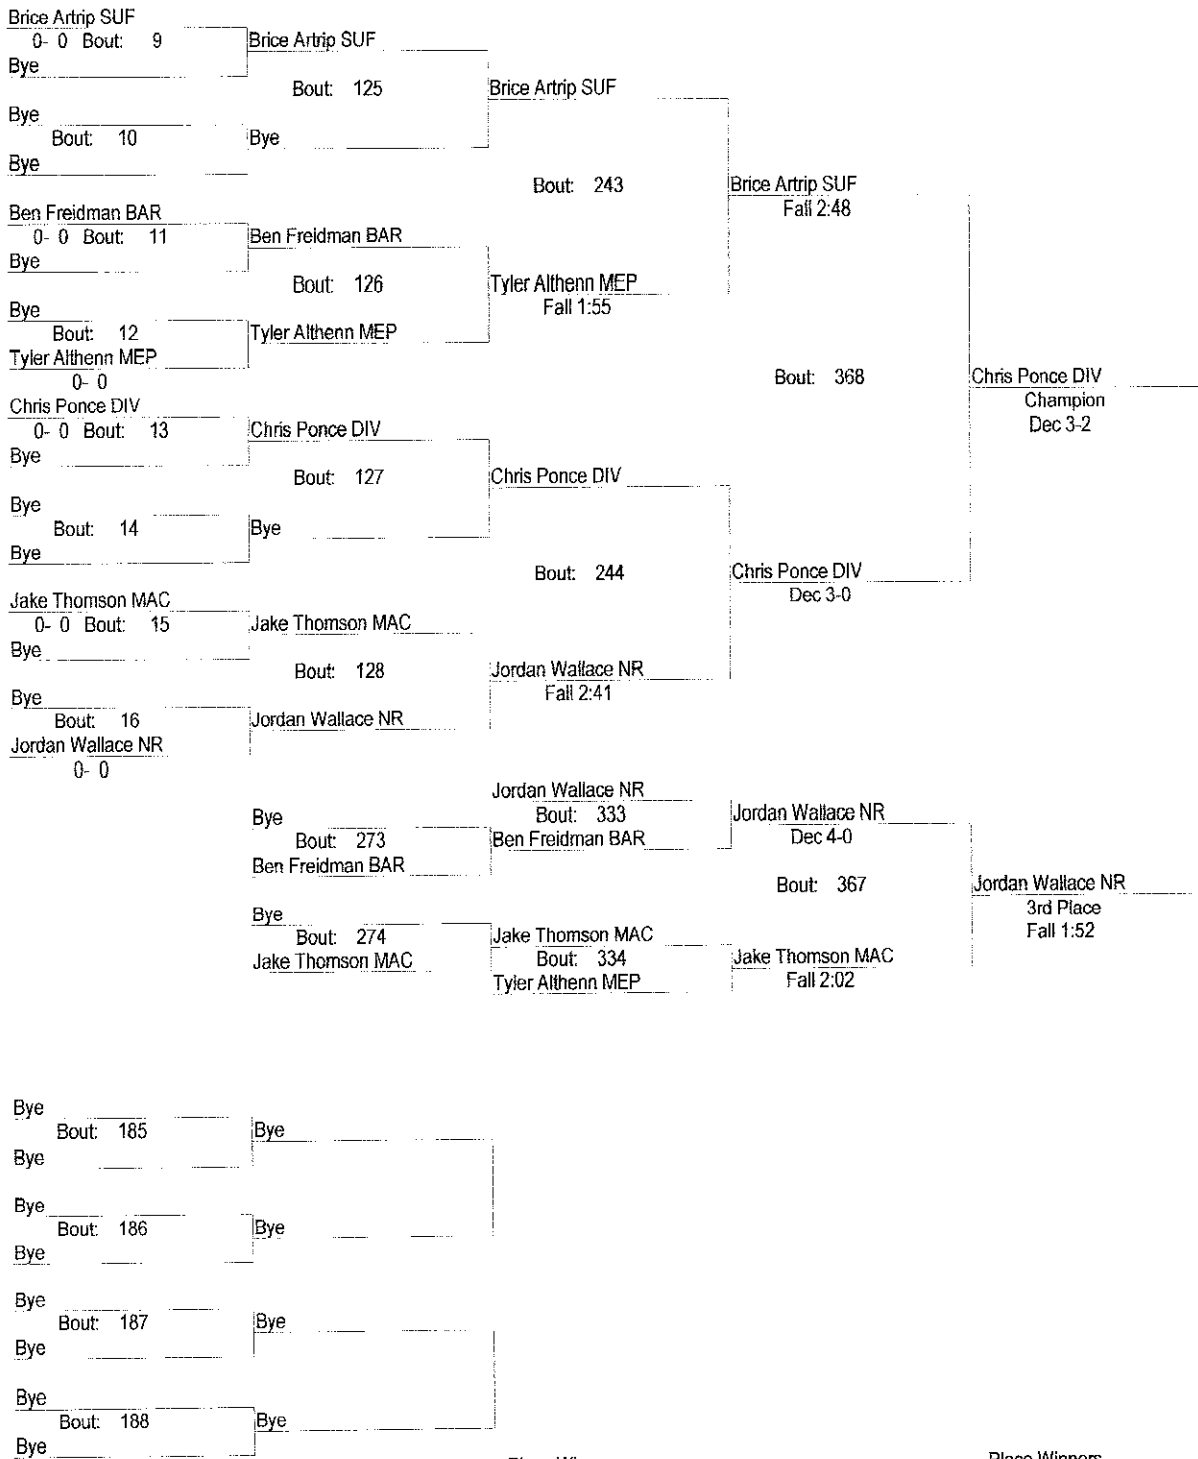 Brice Artrip SUF
0- 0 Bout: 9
Bye
Brice Artrip SUF
Bout: 125
Brice Artrip SUF
Bye
Bout: 10
Bye
Bye
Bout: 243
Brice Artrip SUF
Fall 2:48
Ben Freidman BAR
0- 0 Bout: 11
Bye
Ben Freidman BAR
Bout: 126
Tyler Althenn MEP
Fall 1:55
Bye
Bout: 12
Tyler Althenn MEP
0- 0
Tyler Althenn MEP
Bout: 368
Chris Ponce DIV
Champion
Dec 3-2
Chris Ponce DIV
0- 0 Bout: 13
Bye
Chris Ponce DIV
Bout: 127
Chris Ponce DIV
Bye
Bout: 14
Bye
Bye
Bout: 244
Chris Ponce DIV
Dec 3-0
Jake Thomson MAC
0- 0 Bout: 15
Bye
Jake Thomson MAC
Bout: 128
Jordan Wallace NR
Fall 2:41
Bye
Bout: 16
Jordan Wallace NR
0- 0
Jordan Wallace NR
Jordan Wallace NR
Bout: 333
Ben Freidman BAR
Bye
Bout: 273
Ben Freidman BAR
Jordan Wallace NR
Dec 4-0
Bout: 367
Jordan Wallace NR
3rd Place
Fall 1:52
Bye
Bout: 274
Jake Thomson MAC
Jake Thomson MAC
Bout: 334
Tyler Althenn MEP
Jake Thomson MAC
Fall 2:02
Bye
Bout: 185
Bye
Bye
Bye
Bout: 186
Bye
Bye
Bye
Bout: 187
Bye
Bye
Bye
Bout: 188
Bye
Bye
Place Winners